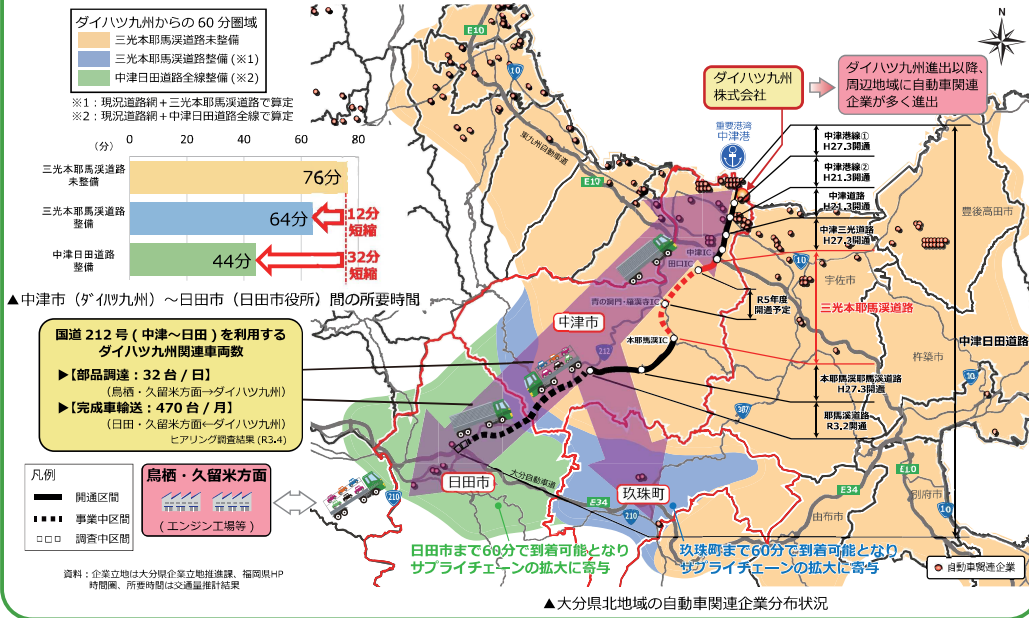 ダイハツ九州からの60分圏域
三光本耶馬渓道路未整備
三光本耶馬渓道路整備(※1)
中津日田道路全線整備(※2)
※1：現況道路網＋三光本耶馬渓道路で算定
※2：現況道路網＋中津日田道路全線で算定
(分)
0
10
20
30
40
50
60
70
80
三光本耶馬渓道路
未整備
76分
三光本耶馬渓道路
整備
64分
12分
短縮
中津日田道路
整備
44分
32分
短縮
▲中津市（ダイハツ九州）～日田市（日田市役所）間の所要時間
国道212号(中津～日田)を利用する
ダイハツ九州関連車両数
▶【部品調達：32台/日】
（鳥栖・久留米方面→ダイハツ九州）
▶【完成車輸送：470台/月】
（日田・久留米方面←ダイハツ九州）
ヒアリング調査結果(R3.4)
凡例
開通区間
事業中区間
調査中区間
鳥栖・久留米方面
(エンジン工場等)
資料：企業立地は大分県企業立地推進課、福岡県HP
時間圏、所要時間は交通量推計結果
N
E10
10
ダイハツ九州
株式会社
ダイハツ九州進出以降、
周辺地域に自動車関連
企業が多く進出
重要港湾
中津港
東九州自動車道
E10
中津港線①
H27.3開通
中津港線②
H21.3開通
中津道路
H21.3開通
中津三光道路
H27.3開通
豊後高田市
中津IC
田口IC
10
宇佐市
青の洞門・羅漢寺IC
R5年度
開通予定
三光本耶馬渓道路
中津市
本耶馬渓IC
212
中津日田道路
杵築市
10
本耶馬渓耶馬渓道路
H27.3開通
387
耶馬渓道路
R3.2開通
日田市
大分自動車道
210
E34
玖珠町
210
E34
E10
別府市
10
由布市
日田市まで60分で到着可能となり
サプライチェーンの拡大に寄与
玖珠町まで60分で到着可能となり
サプライチェーンの拡大に寄与
自動車関連企業
▲大分県北地域の自動車関連企業分布状況